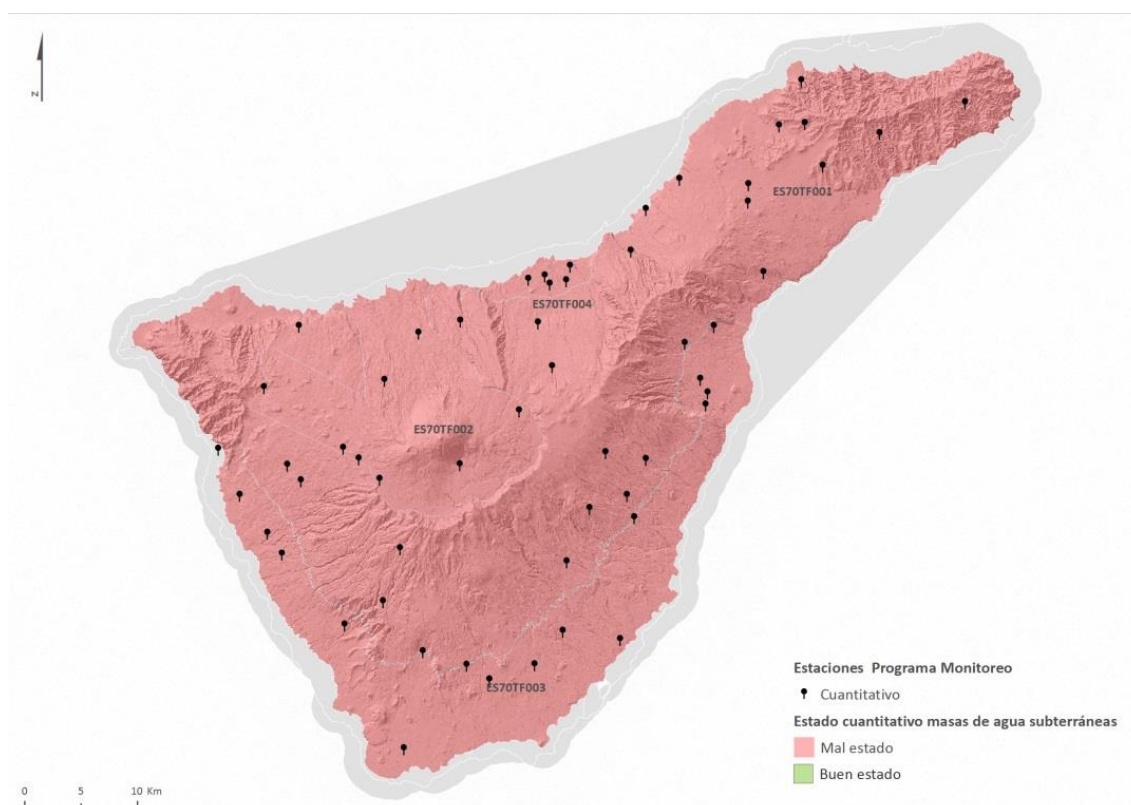 N
ES70TF001
ES70TF004
ES70TF002
ES70TF003
Estaciones Programa Monitoreo
Cuantitativo
Estado cuantitativo masas de agua subterráneas
Mal estado
Buen estado
0 5 10 Km